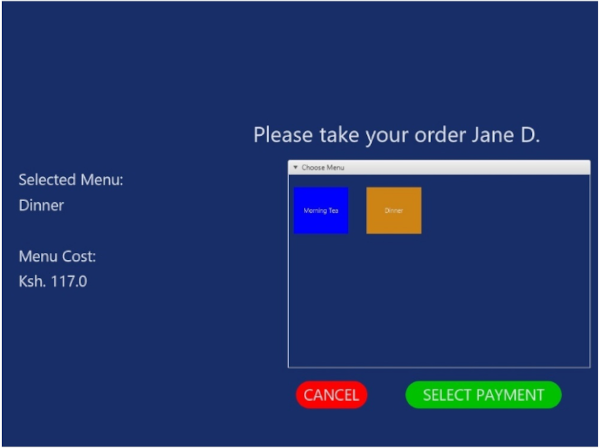 Please take your order Jane D.
Selected Menu:
Dinner
Menu Cost:
Ksh. 117.0
Choose Menu
Morning Tea
Dinner
CANCEL
SELECT PAYMENT